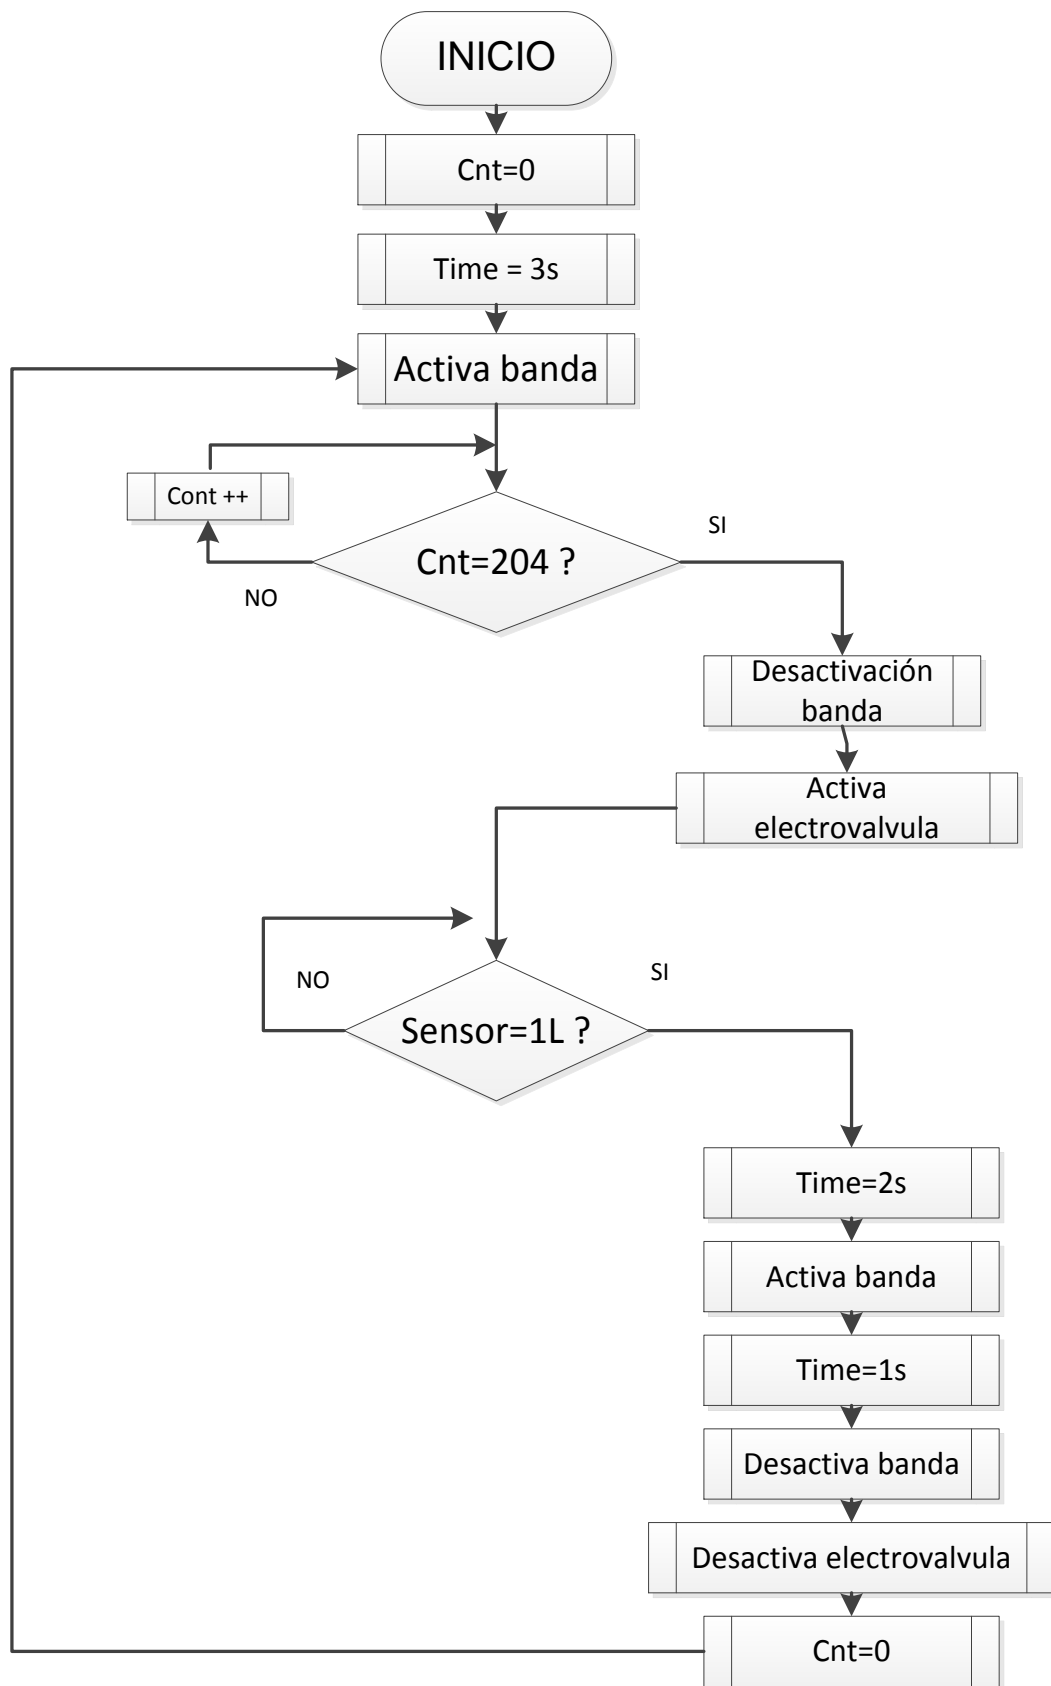 INICIO
Cnt=0
Time = 3s
Activa banda
Cont ++
Cnt=204 ?
SI
NO
Desactivación
banda
Activa
electrovalvula
NO
SI
Sensor=1L ?
Time=2s
Activa banda
Time=1s
Desactiva banda
Desactiva electrovalvula
Cnt=0